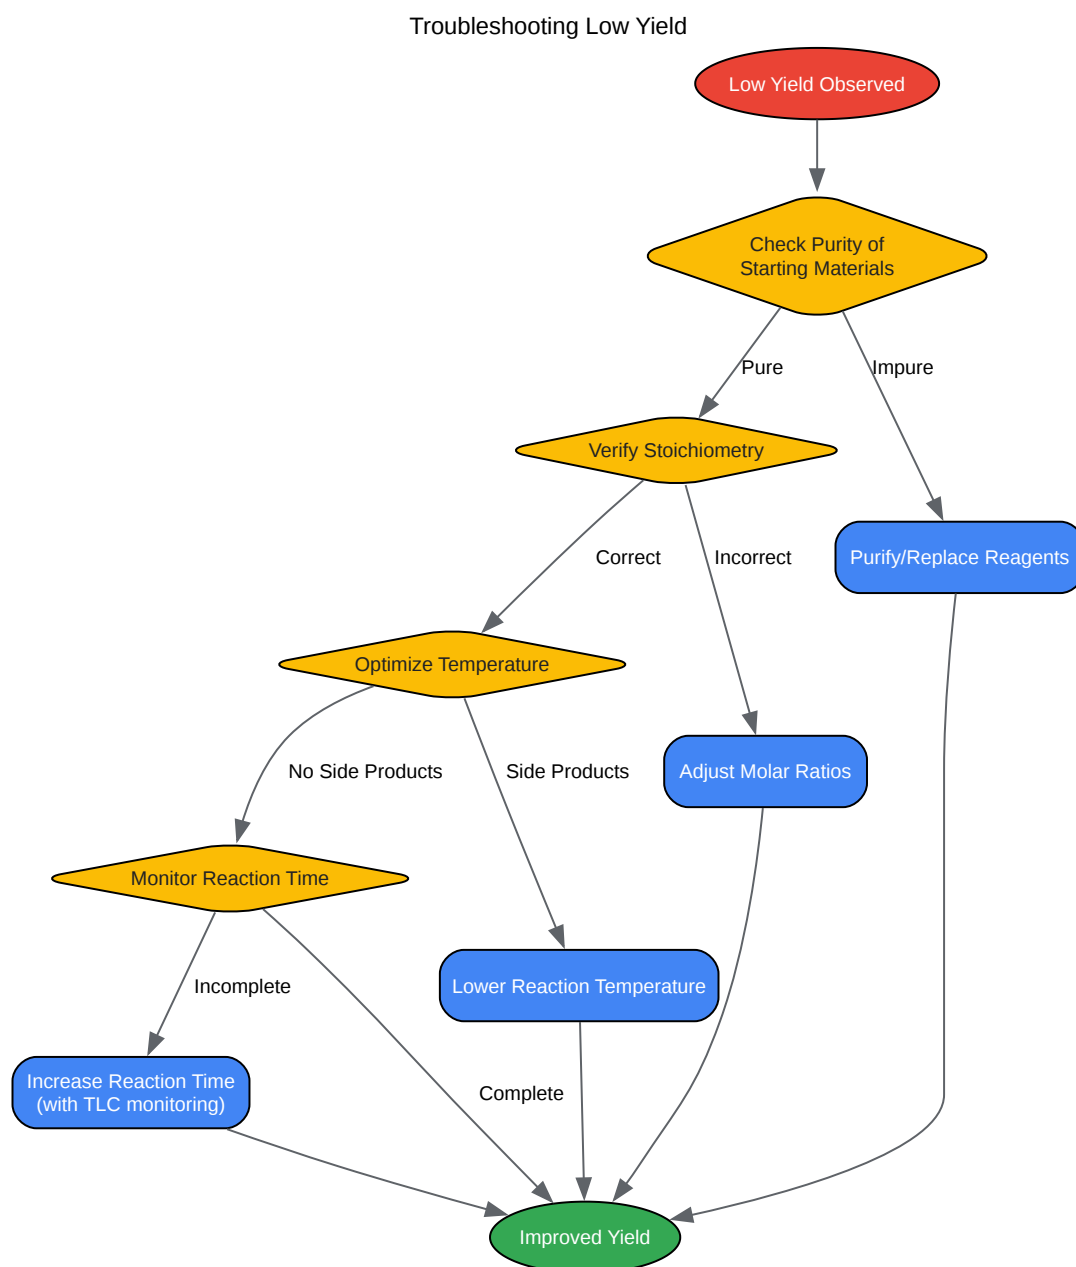 Troubleshooting Low Yield
Low Yield Observed
Check Purity of
Starting Materials
Pure
Impure
Verify Stoichiometry
Correct
Incorrect
Purify/Replace Reagents
Optimize Temperature
No Side Products
Side Products
Adjust Molar Ratios
Monitor Reaction Time
Incomplete
Lower Reaction Temperature
Increase Reaction Time
(with TLC monitoring)
Complete
Improved Yield